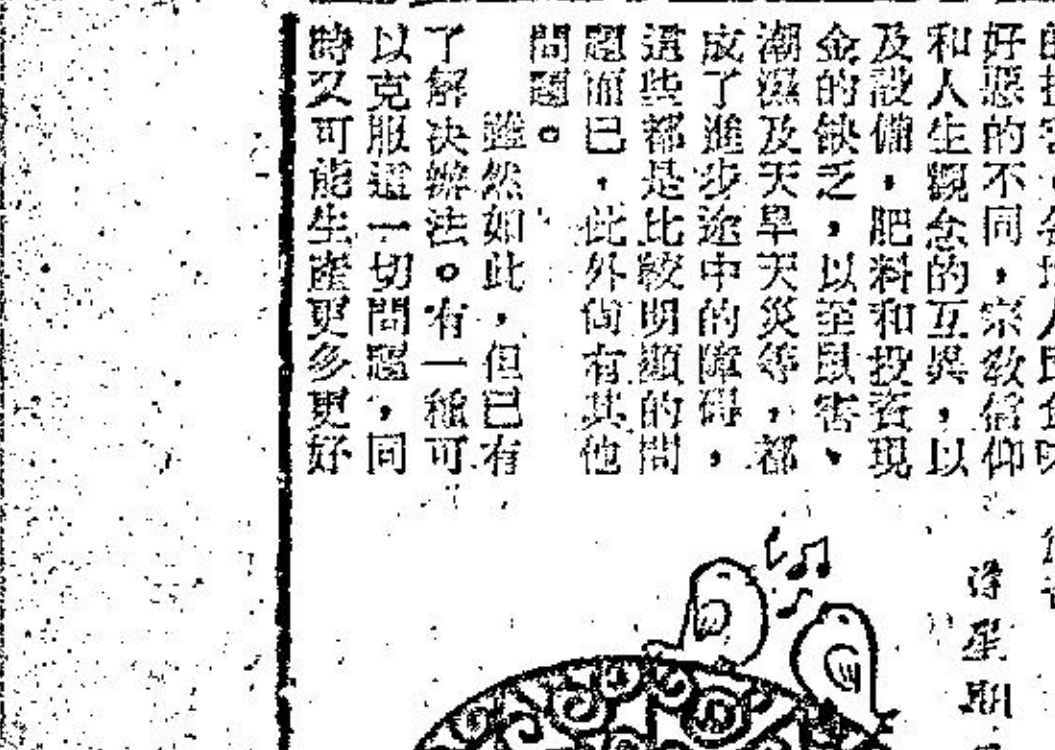 好惡的不同，宗教信仰
和人生觀念的互異，以
及設備，肥料和投資現
金的缺乏，以至鼠害、
潮濕及天旱天災等，都
成了進步途中的障碍，
這些都是比較明顯的問
題而已，此外尚有其他
問題。
雖然如此，但已有
了解決辦法。有一種可
以克服這一切問題，同
時又可能生産更多更好
星期